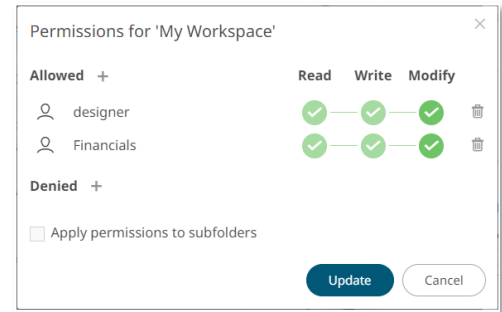 Permissions for 'My Workspace'
Allowed + Read Write Modify
designer
Financials
Denied +
Apply permissions to subfolders
Update Cancel